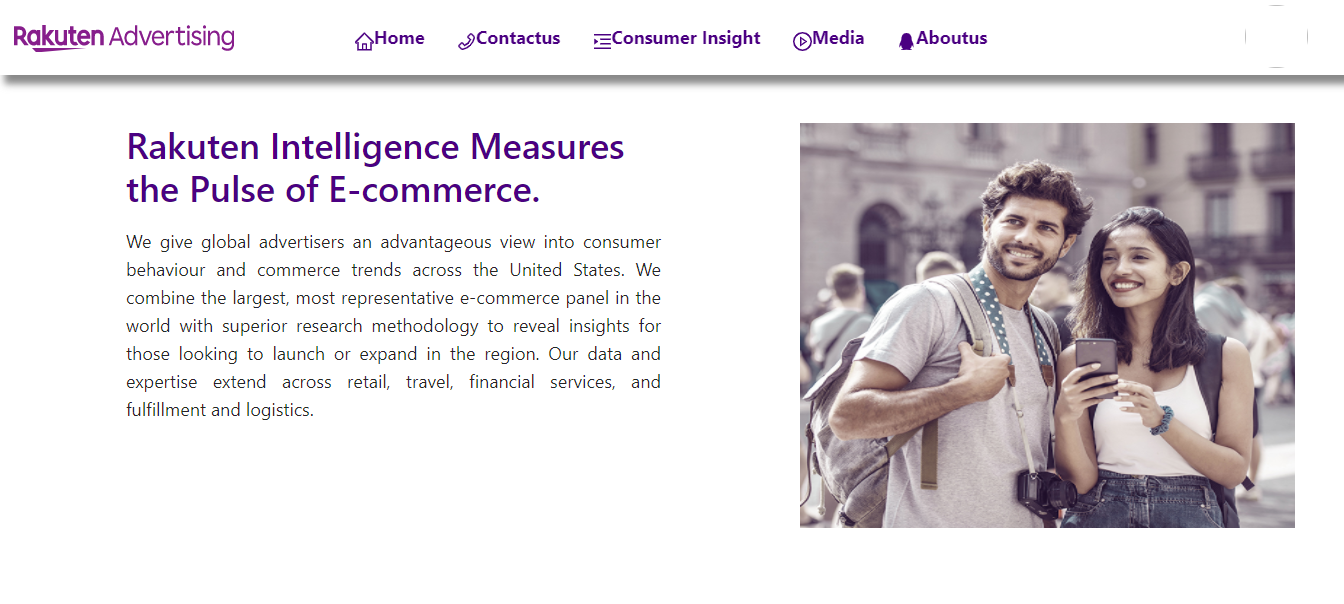 Rakuten Advertising
Home Contactus Consumer Insight Media Aboutus
Rakuten Intelligence Measures
the Pulse of E-commerce.
We give global advertisers an advantageous view into consumer
behaviour and commerce trends across the United States. We
combine the largest, most representative e-commerce panel in the
world with superior research methodology to reveal insights for
those looking to launch or expand in the region. Our data and
expertise extend across retail, travel, financial services, and
fulfillment and logistics.